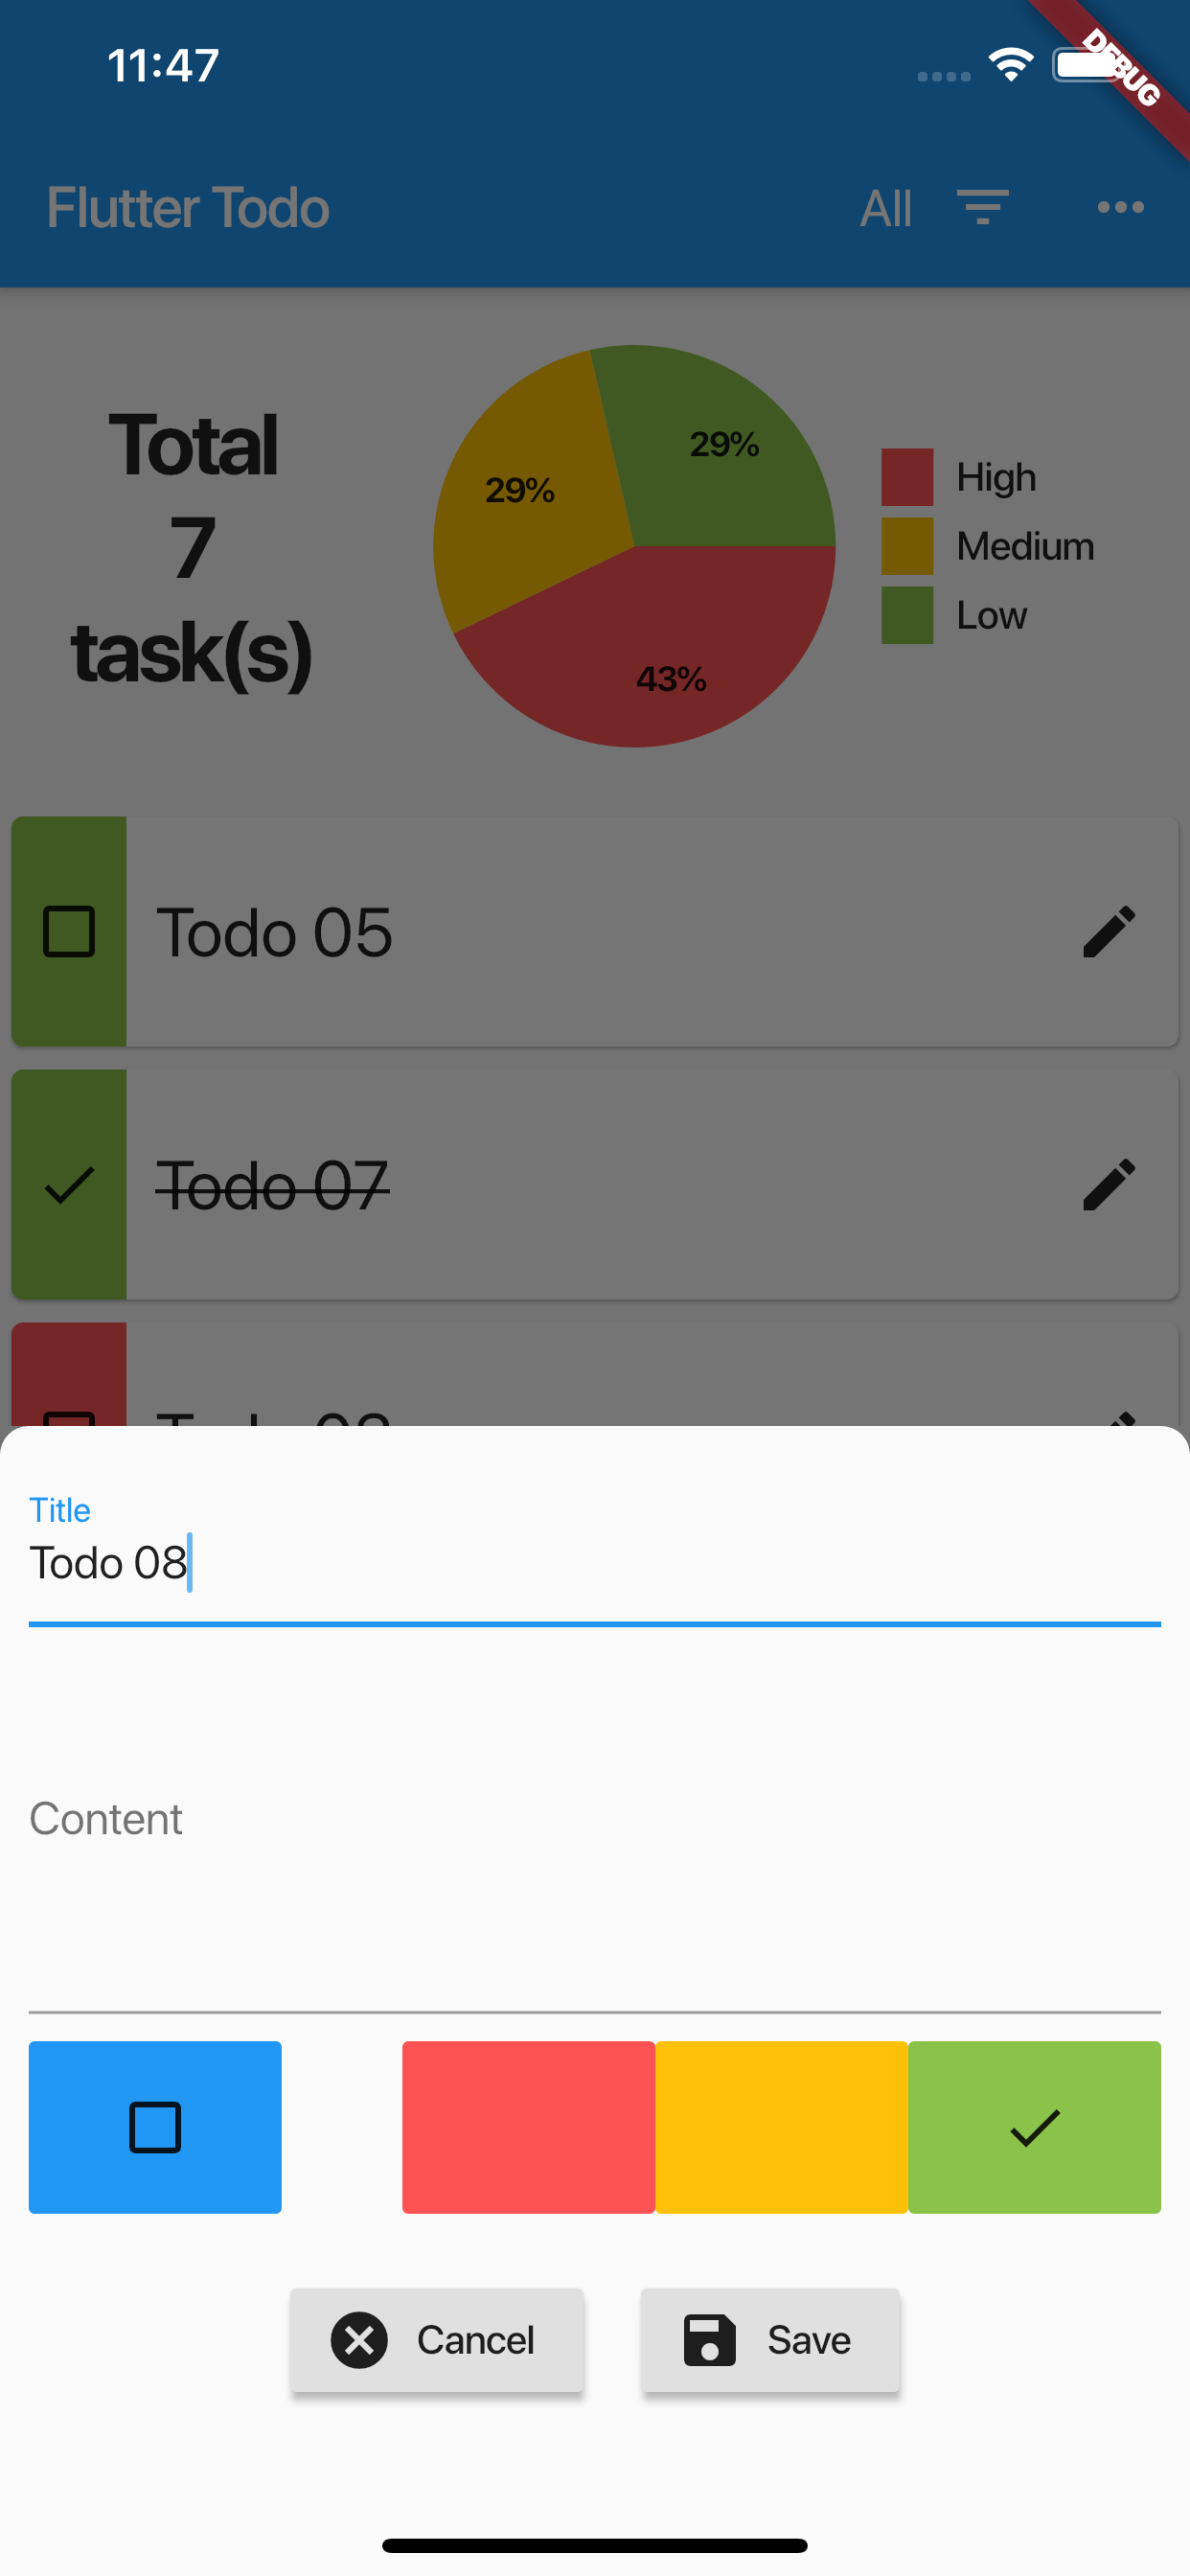 11:47
DEBUG
Flutter Todo
All
Total
7
task(s)
29%
29%
43%
High
Medium
Low
Todo 05
Todo 07
Title
Todo 08
Content
Cancel
Save